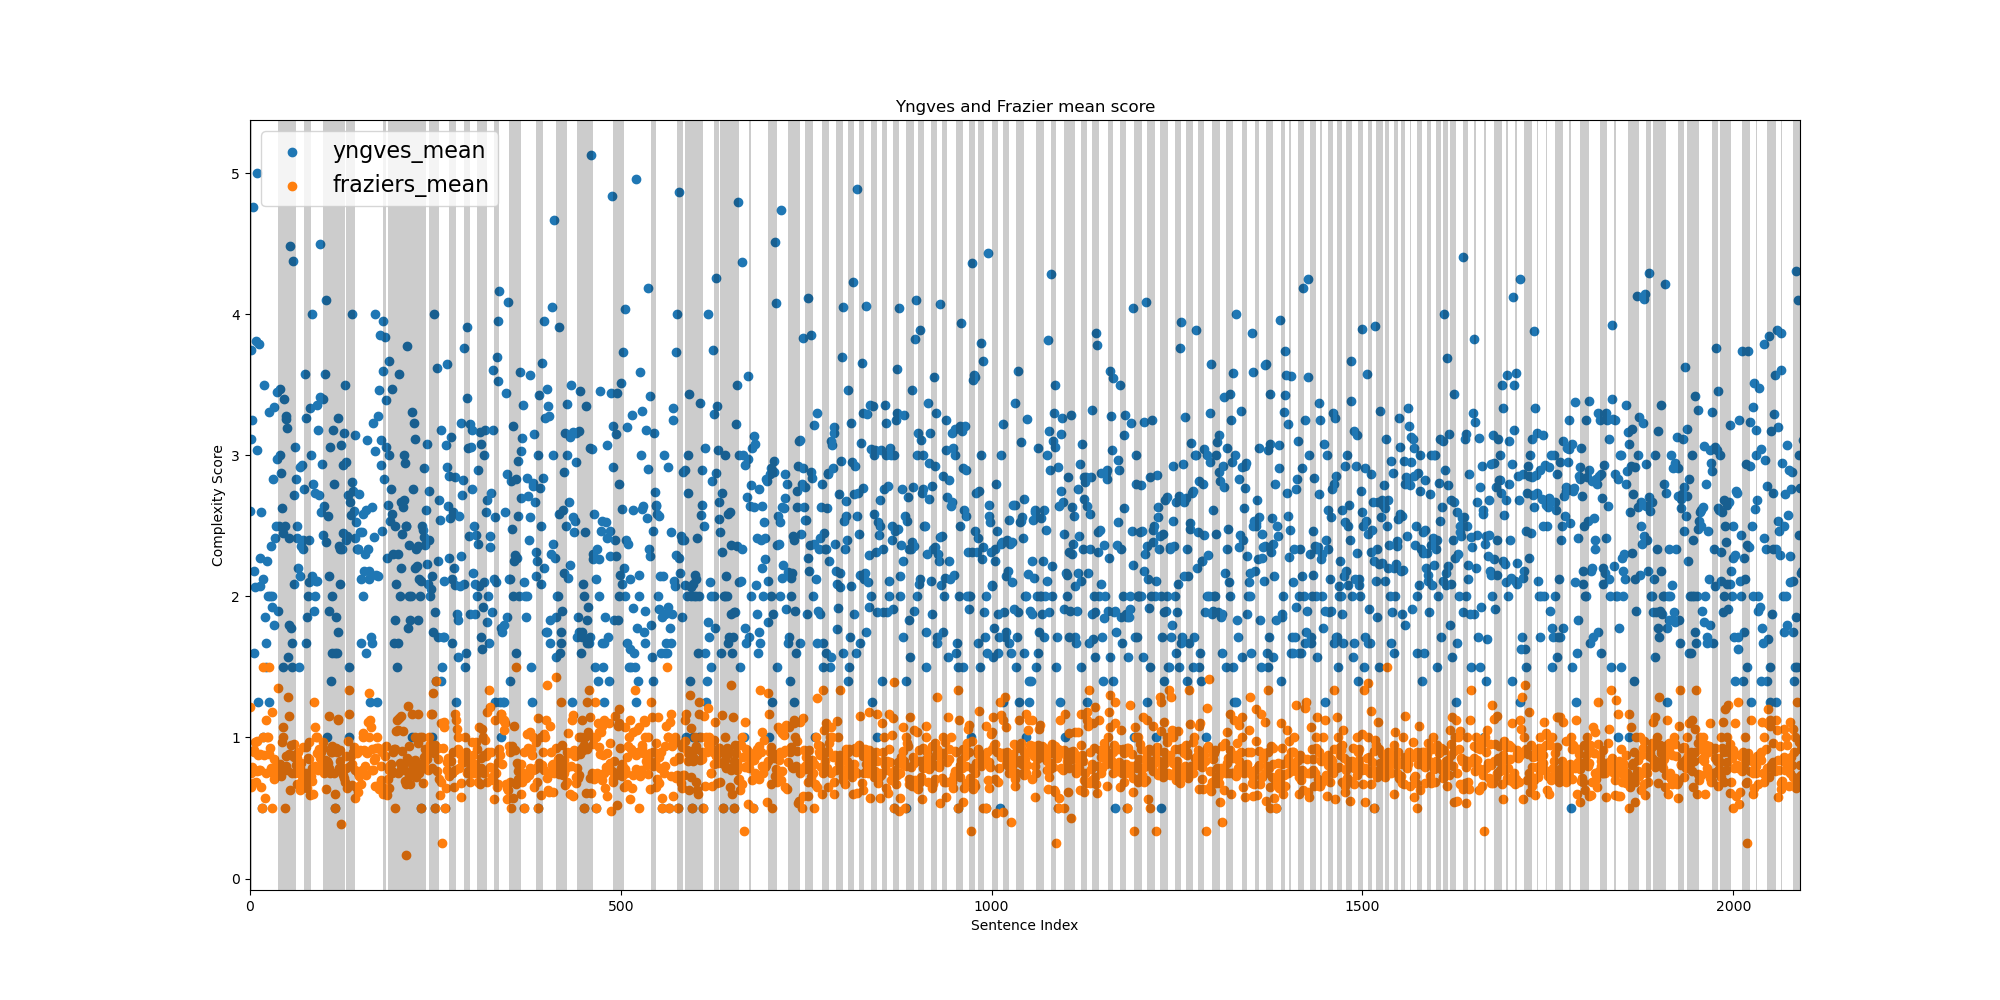 Yngves and Frazier mean score
yngves_mean
fraziers_mean
Complexity Score
5
4
3
2
1
0
0 500 1000 1500 2000
Sentence Index